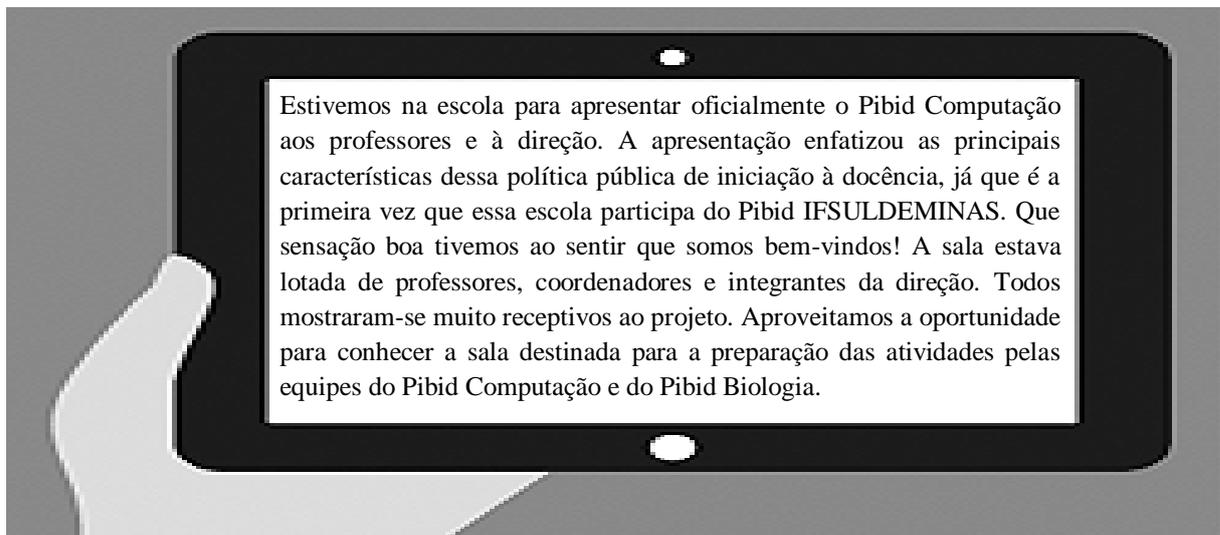 Estivemos na escola para apresentar oficialmente o Pibid Computação
aos professores e à direção. A apresentação enfatizou as principais
características dessa política pública de iniciação à docência, já que é a
primeira vez que essa escola participa do Pibid IFSULDEMINAS. Que
sensação boa tivemos ao sentir que somos bem-vindos! A sala estava
lotada de professores, coordenadores e integrantes da direção. Todos
mostraram-se muito receptivos ao projeto. Aproveitamos a oportunidade
para conhecer a sala destinada para a preparação das atividades pelas
equipes do Pibid Computação e do Pibid Biologia.